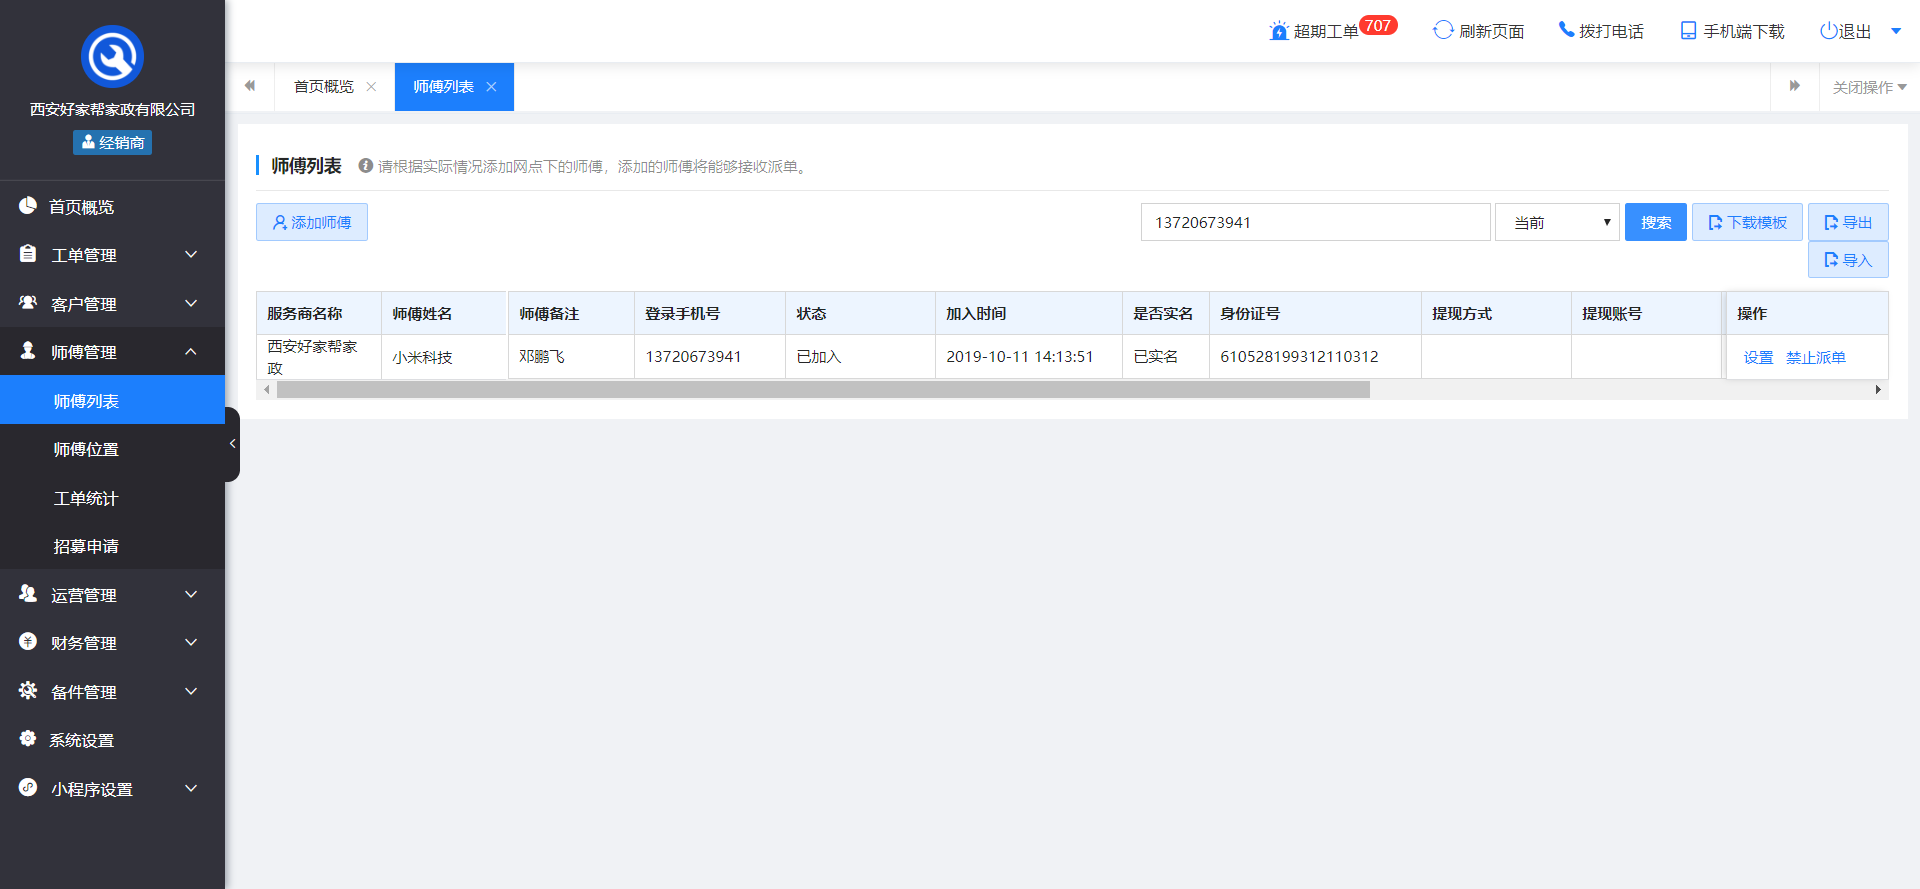 西安好家帮家政有限公司
经销商
首页概览
工单管理
客户管理
师傅管理
师傅列表
师傅位置
工单统计
招募申请
运营管理
财务管理
备件管理
系统设置
小程序设置
超期工单 707 刷新页面 拨打电话 手机端下载 退出
首页概览 师傅列表 关闭操作
师傅列表 请根据实际情况添加网点下的师傅，添加的师傅将能够接收派单。
添加师傅 13720673941 当前 搜索 下载模板 导出
导入
服务商名称 师傅姓名 师傅备注 登录手机号 状态 加入时间 是否实名 身份证号 提现方式 提现账号 操作
西安好家帮家政 小米科技 邓鹏飞 13720673941 已加入 2019-10-11 14:13:51 已实名 610528199312110312 设置 禁止派单